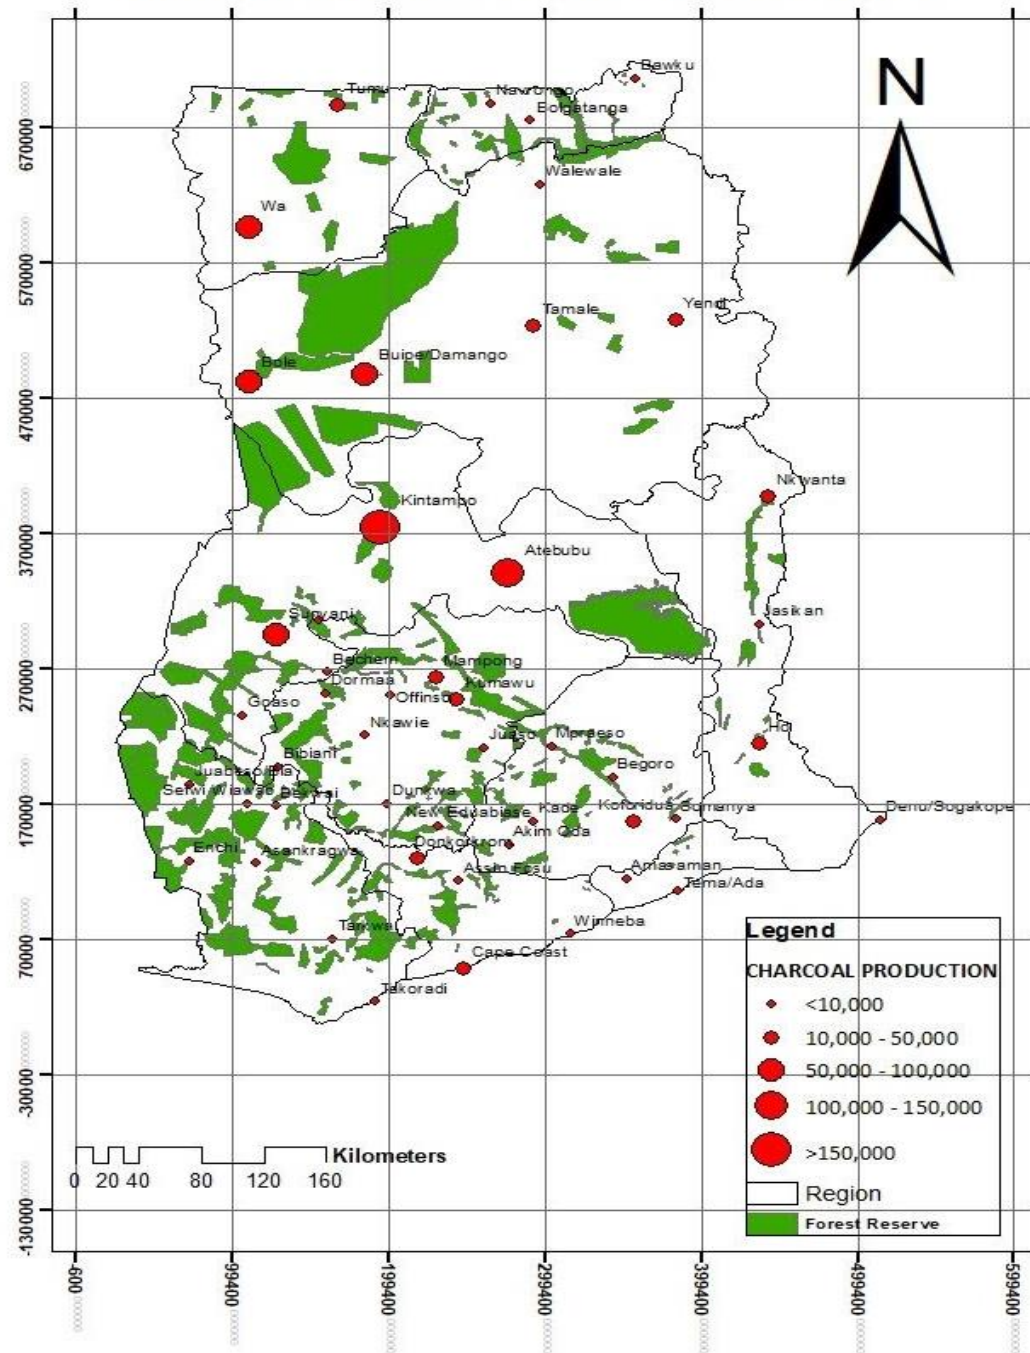 N
Bawku
Tumu
Navrongo
Bolgatanga
670000
Walewale
Wa
570000
Tamale
Yendi
Bole
Buipe/Damango
470000
Kintampo
Nkwanta
370000
Atebubu
Sunyani
Jasikan
Bechem
Mampong
270000
Dormaa
Offinso
Kumawu
Goaso
Nkawie
Juaso
Mpraeso
Ho
Bibiani
Begoro
Juabeso/Bia
Sefwi Wiawso
Bekwai
Dunkwa
170000
New Eduabiase
Kade
Koforidua
Somanya
Denu/Sogakope
Akim Oda
Enchi
Asankragwa
Donkorkrom
Assin Fosu
Amasaman
Tema/Ada
Tarkwa
Winneba
70000
Cape Coast
Takoradi
Legend
CHARCOAL PRODUCTION
<10,000
10,000 - 50,000
50,000 - 100,000
100,000 - 150,000
>150,000
Region
Forest Reserve
-30000
Kilometers
0 20 40 80 120 160
-130000
-600 99400 199400 299400 399400 499400 599400